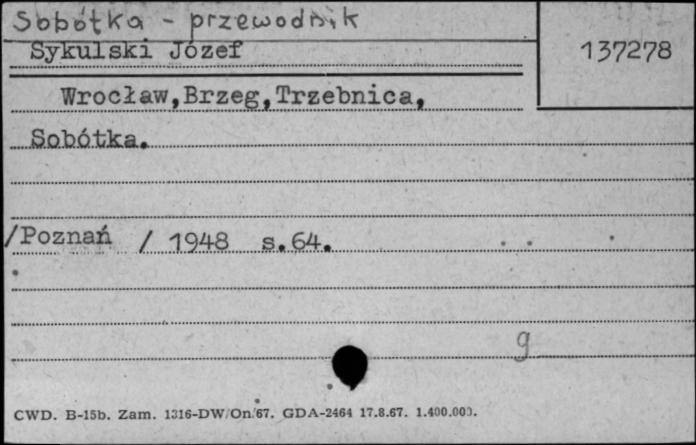 Sobótka - przewodnik
Sykulski Józef
137278
Wrocław,Brzeg,Trzebnica,
Sobótka.
/Poznań / 1948 s.64.
g
CWD. B-15b. Zam. 1316-DW/On/67. GDA-2464 17.8.67. 1.400.000.